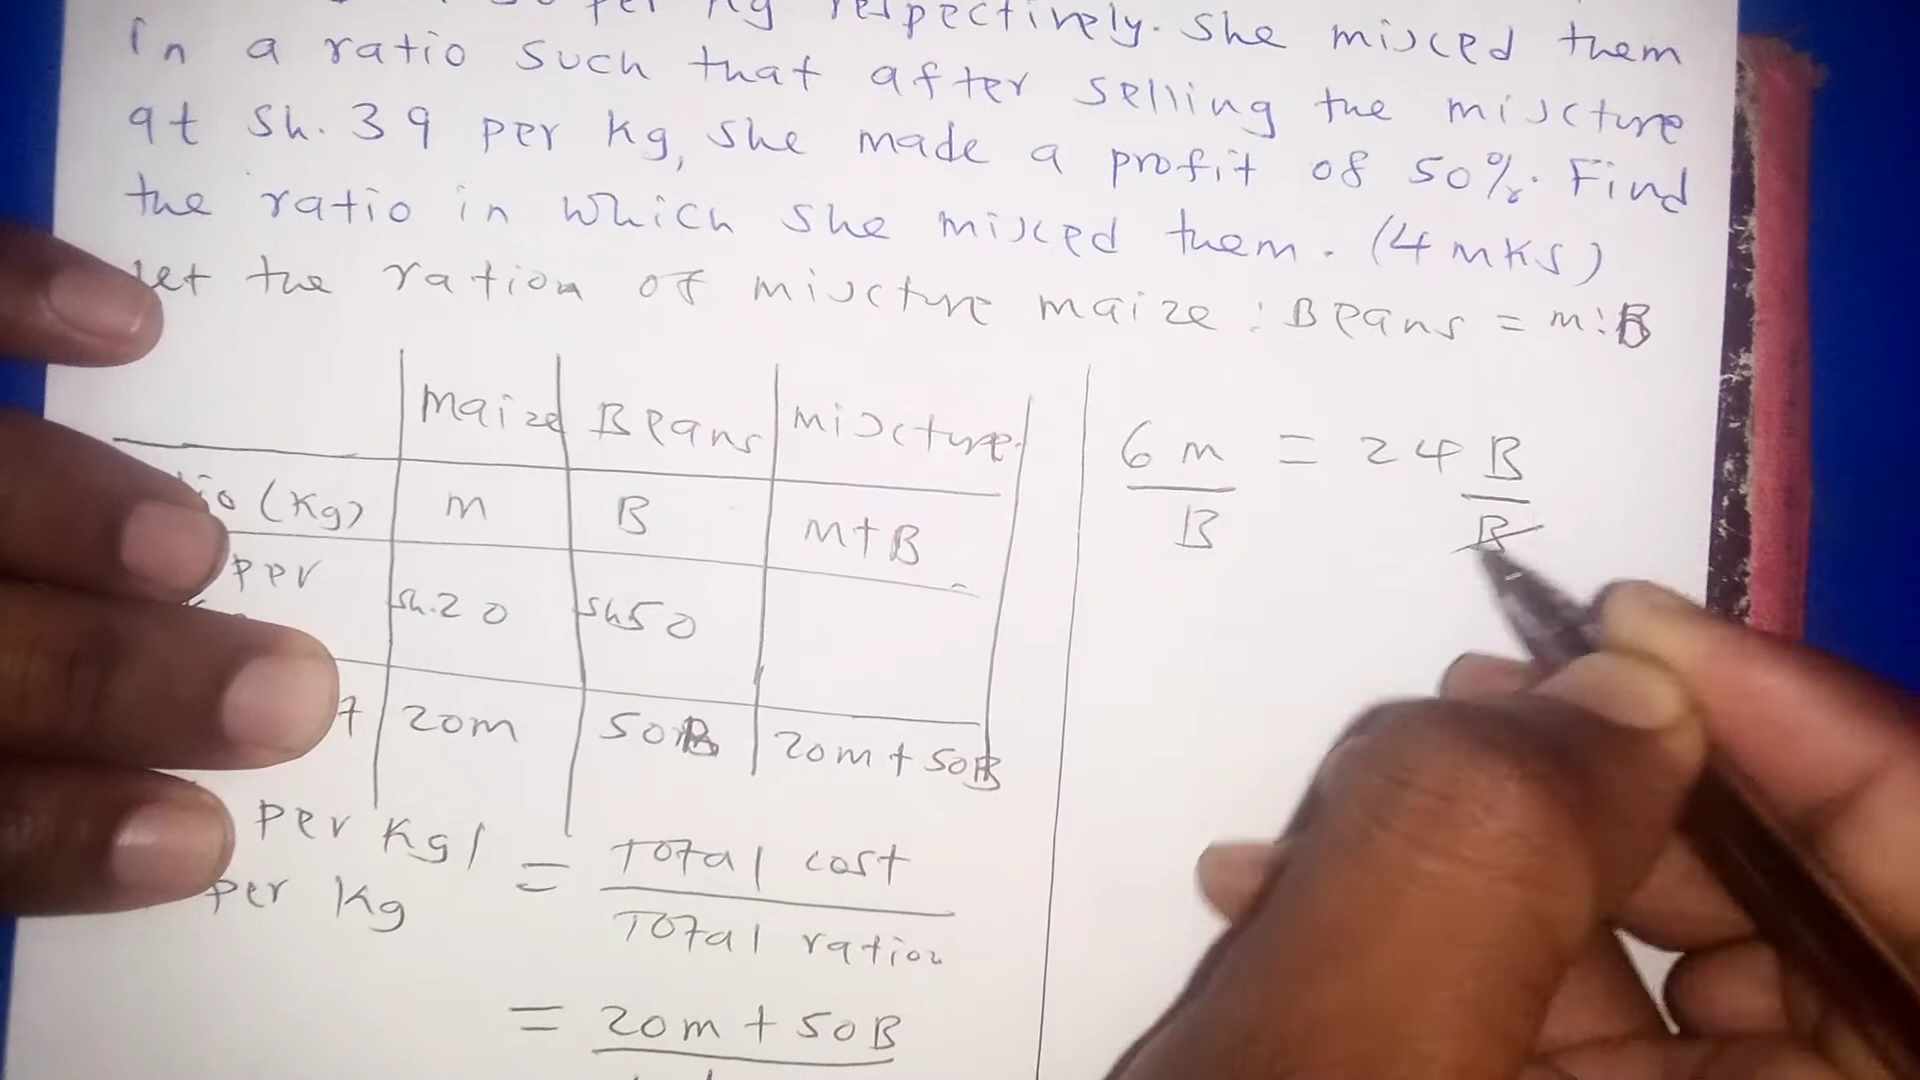 per kg respectively. She mixed them
in a ratio such that after selling the mixture
at sh. 39 per kg, she made a profit of 50%. Find
the ratio in which she mixed them. (4 mks)
let the ration of mixture maize : Beans = m:B
maize Beans mixture
(kg) m B m+B
per sh.20 sh50
20m 50B 20m + 50B
per kg/
per kg = Total cost
Total ration
= 20m + 50B
6m = 24B
B B